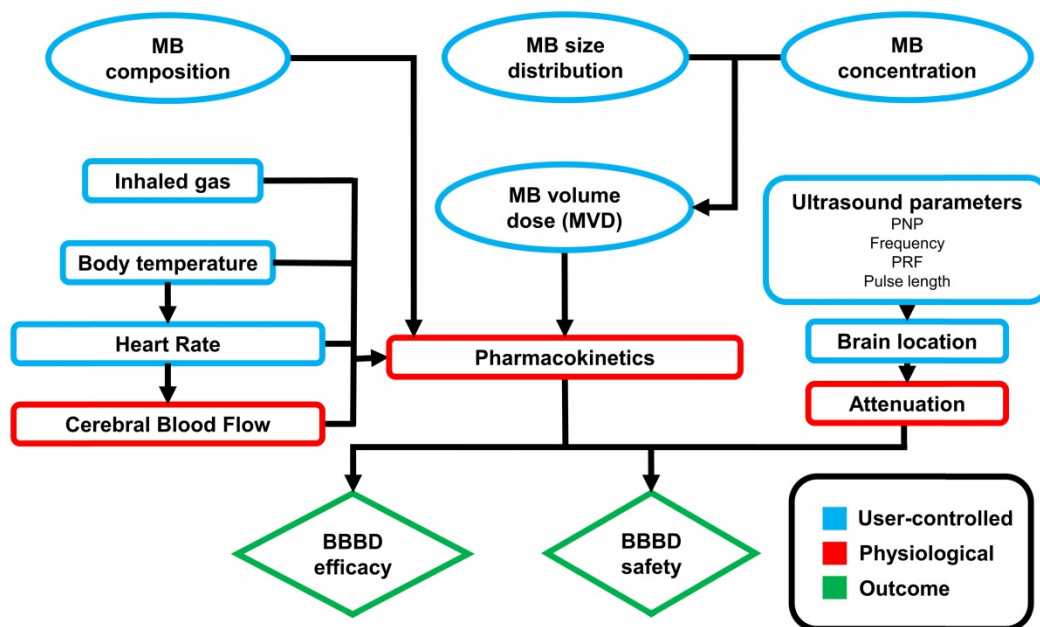 MB
composition
MB size
distribution
MB
concentration
Inhaled gas
MB volume
dose (MVD)
Ultrasound parameters
PNP
Frequency
PRF
Pulse length
Body temperature
Heart Rate
Pharmacokinetics
Brain location
Cerebral Blood Flow
Attenuation
BBBD
efficacy
BBBD
safety
User-controlled
Physiological
Outcome